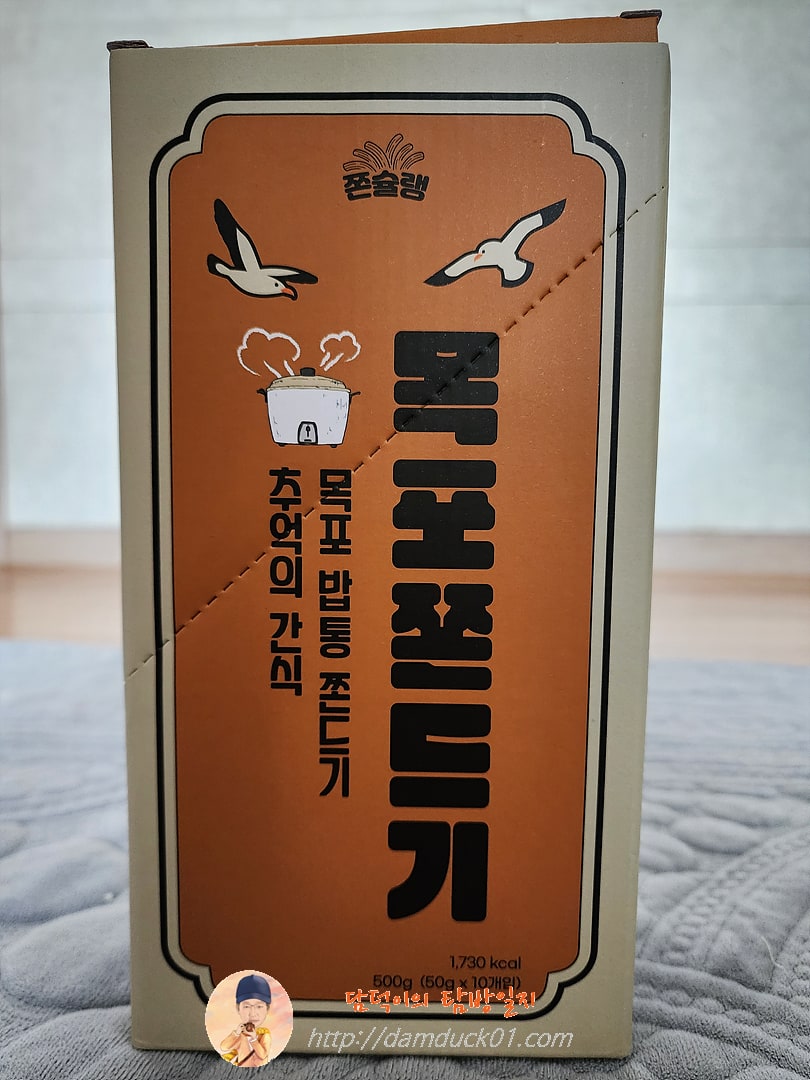 쫀슐랭
목포쫀드기
목포 밥통 쫀드기
추억의 간식
1,730 kcal
500g (50g x 10개입)
담덕이의 탐방일지
http://damduck01.com